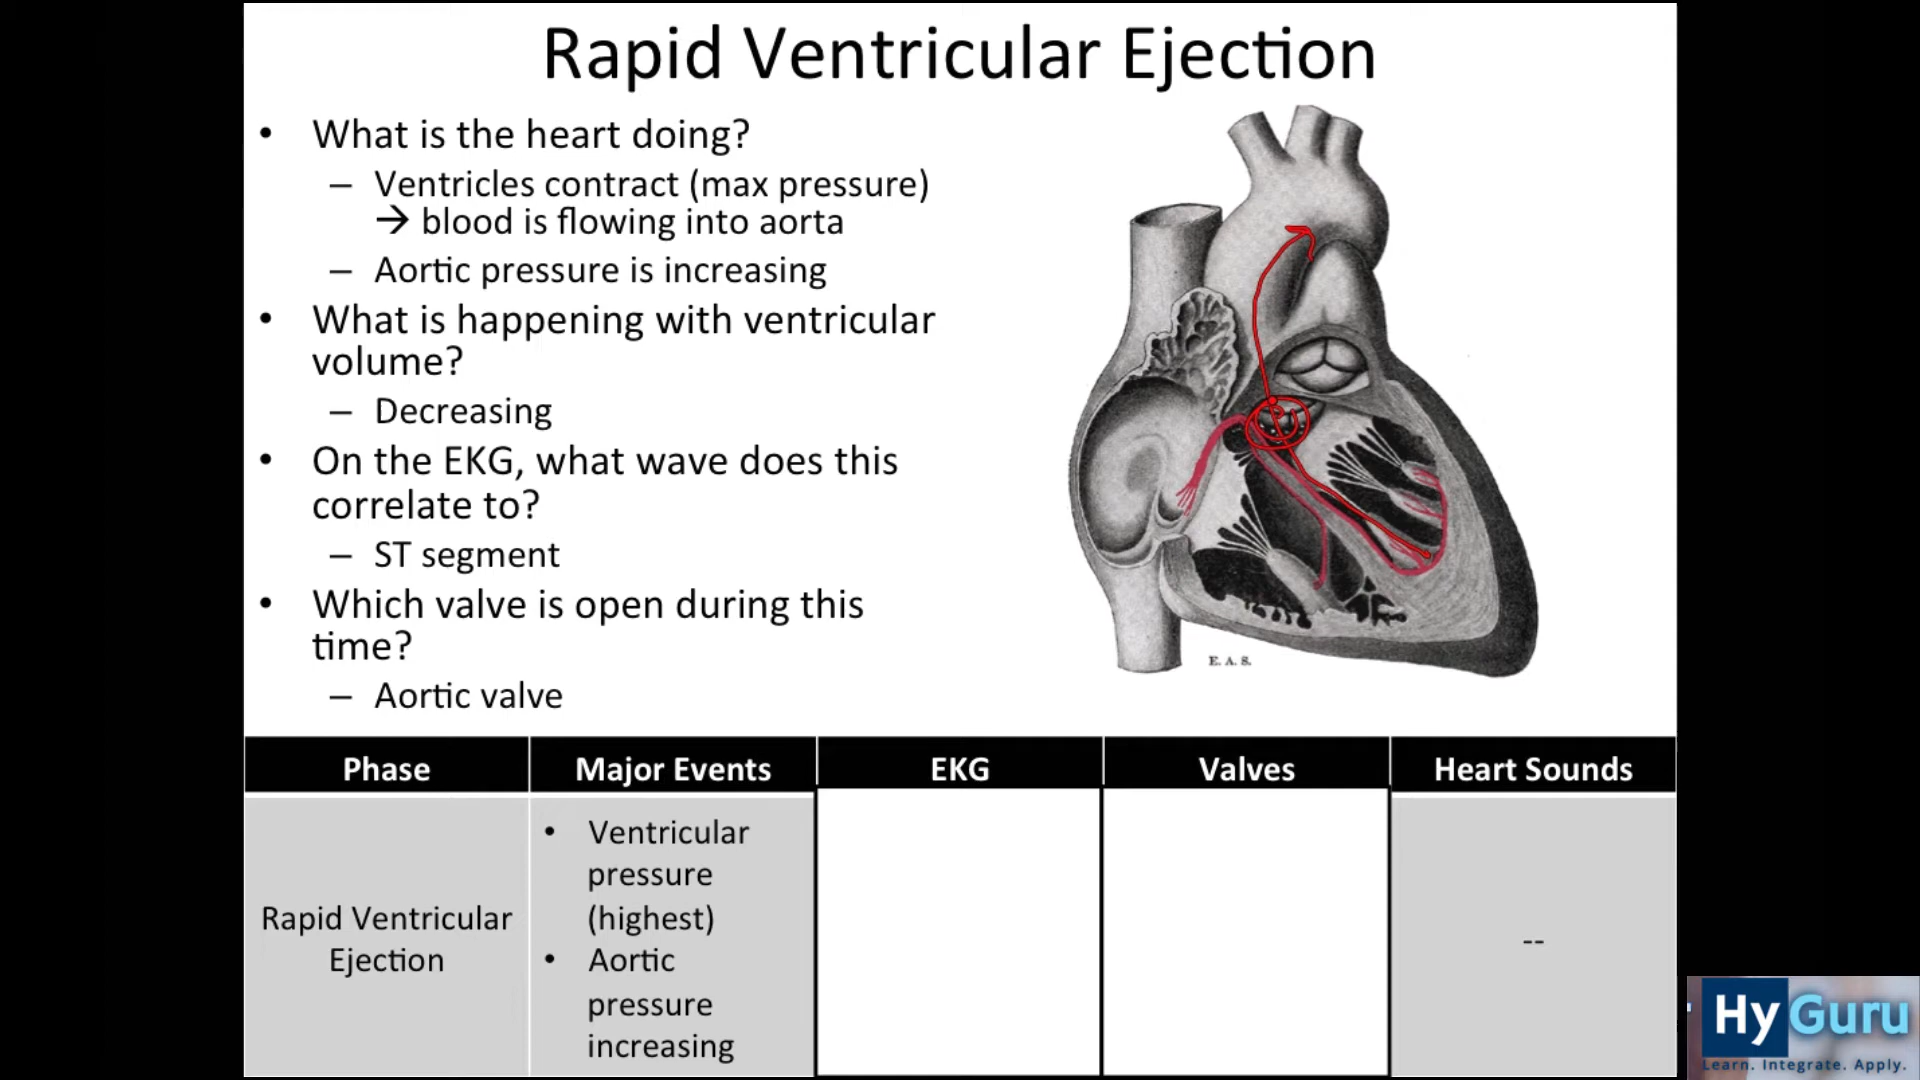 Rapid Ventricular Ejection
• What is the heart doing?
– Ventricles contract (max pressure)
→ blood is flowing into aorta
– Aortic pressure is increasing
• What is happening with ventricular
volume?
– Decreasing
• On the EKG, what wave does this
correlate to?
– ST segment
• Which valve is open during this
time?
– Aortic valve
E. A. S.
Phase Major Events EKG Valves Heart Sounds
Rapid Ventricular
Ejection
• Ventricular
pressure
(highest)
• Aortic
pressure
increasing
--
HyGuru
Learn. Integrate. Apply.